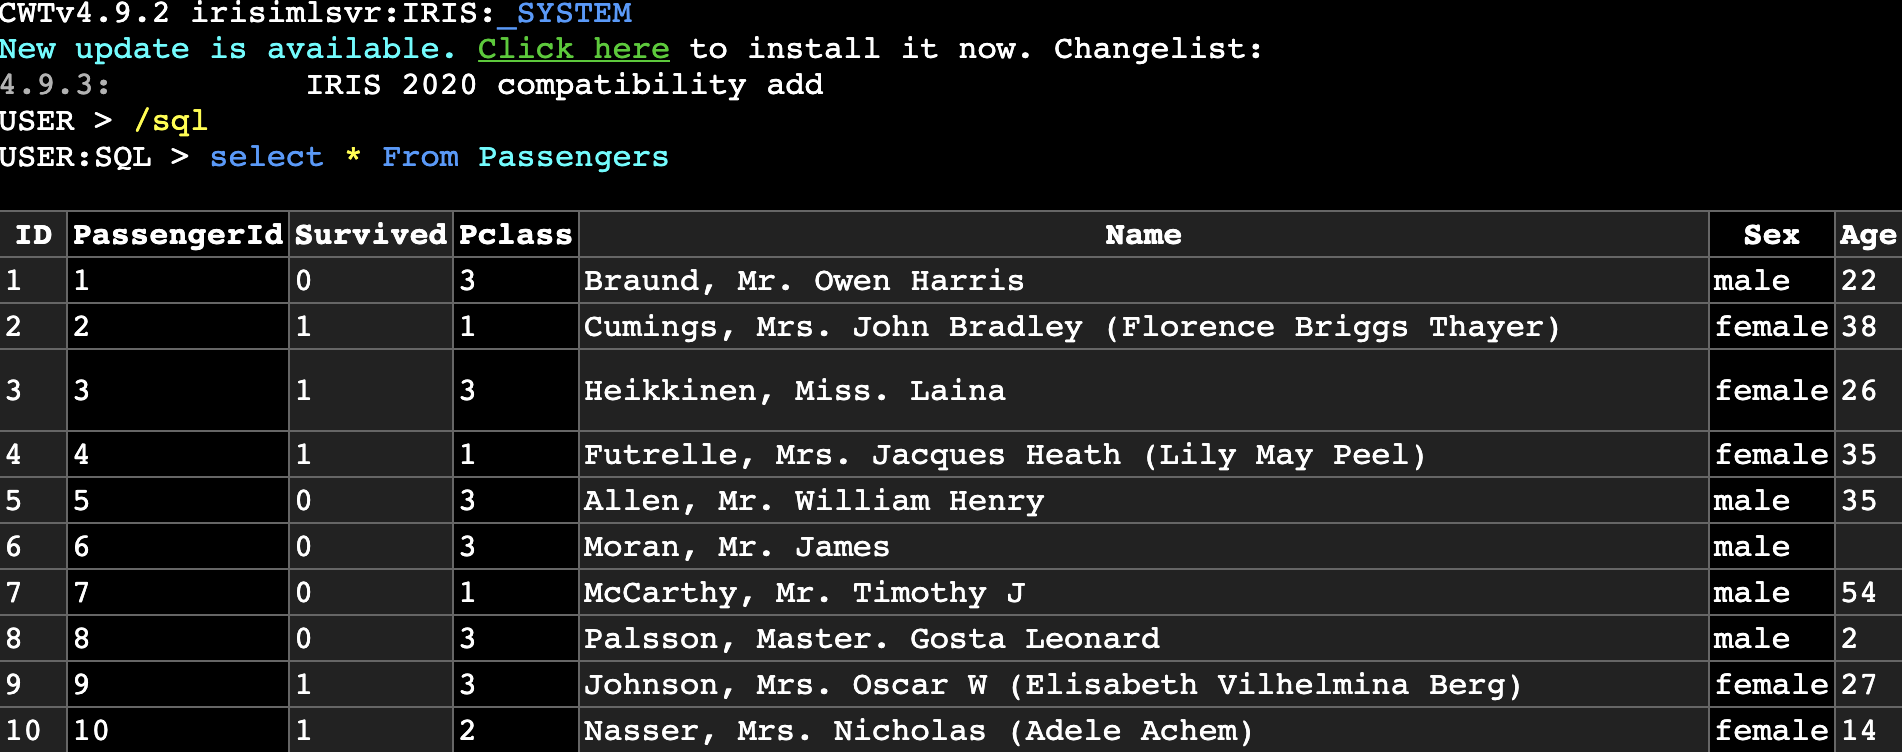 CWTv4.9.2 irisimlsvr:IRIS:_SYSTEM
New update is available. Click here to install it now. Changelist:
4.9.3: IRIS 2020 compatibility add
USER > /sql
USER:SQL > select * From Passengers
ID PassengerId Survived Pclass Name Sex Age
1 1 0 3 Braund, Mr. Owen Harris male 22
2 2 1 1 Cumings, Mrs. John Bradley (Florence Briggs Thayer) female 38
3 3 1 3 Heikkinen, Miss. Laina female 26
4 4 1 1 Futrelle, Mrs. Jacques Heath (Lily May Peel) female 35
5 5 0 3 Allen, Mr. William Henry male 35
6 6 0 3 Moran, Mr. James male
7 7 0 1 McCarthy, Mr. Timothy J male 54
8 8 0 3 Palsson, Master. Gosta Leonard male 2
9 9 1 3 Johnson, Mrs. Oscar W (Elisabeth Vilhelmina Berg) female 27
10 10 1 2 Nasser, Mrs. Nicholas (Adele Achem) female 14